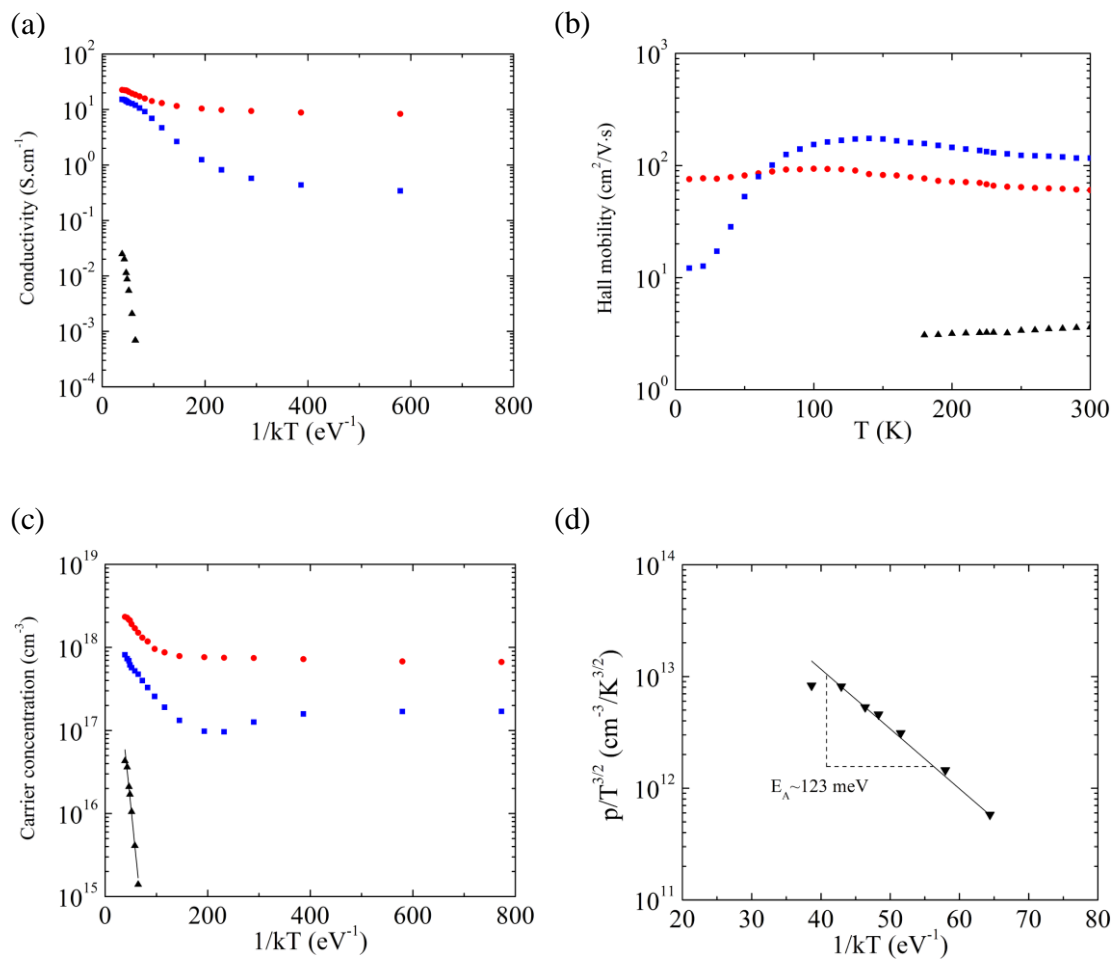 (a)
10^2
10^1
10^0
10^-1
10^-2
10^-3
10^-4
Conductivity (S.cm^-1)
0 200 400 600 800
1/kT (eV^-1)
(b)
10^3
10^2
10^1
10^0
Hall mobility (cm^2/V·s)
0 100 200 300
T (K)
(c)
10^19
10^18
10^17
10^16
10^15
Carrier concentration (cm^-3)
0 200 400 600 800
1/kT (eV^-1)
(d)
10^14
10^13
10^12
10^11
p/T^3/2 (cm^-3/K^3/2)
E_A~123 meV
20 30 40 50 60 70 80
1/kT (eV^-1)